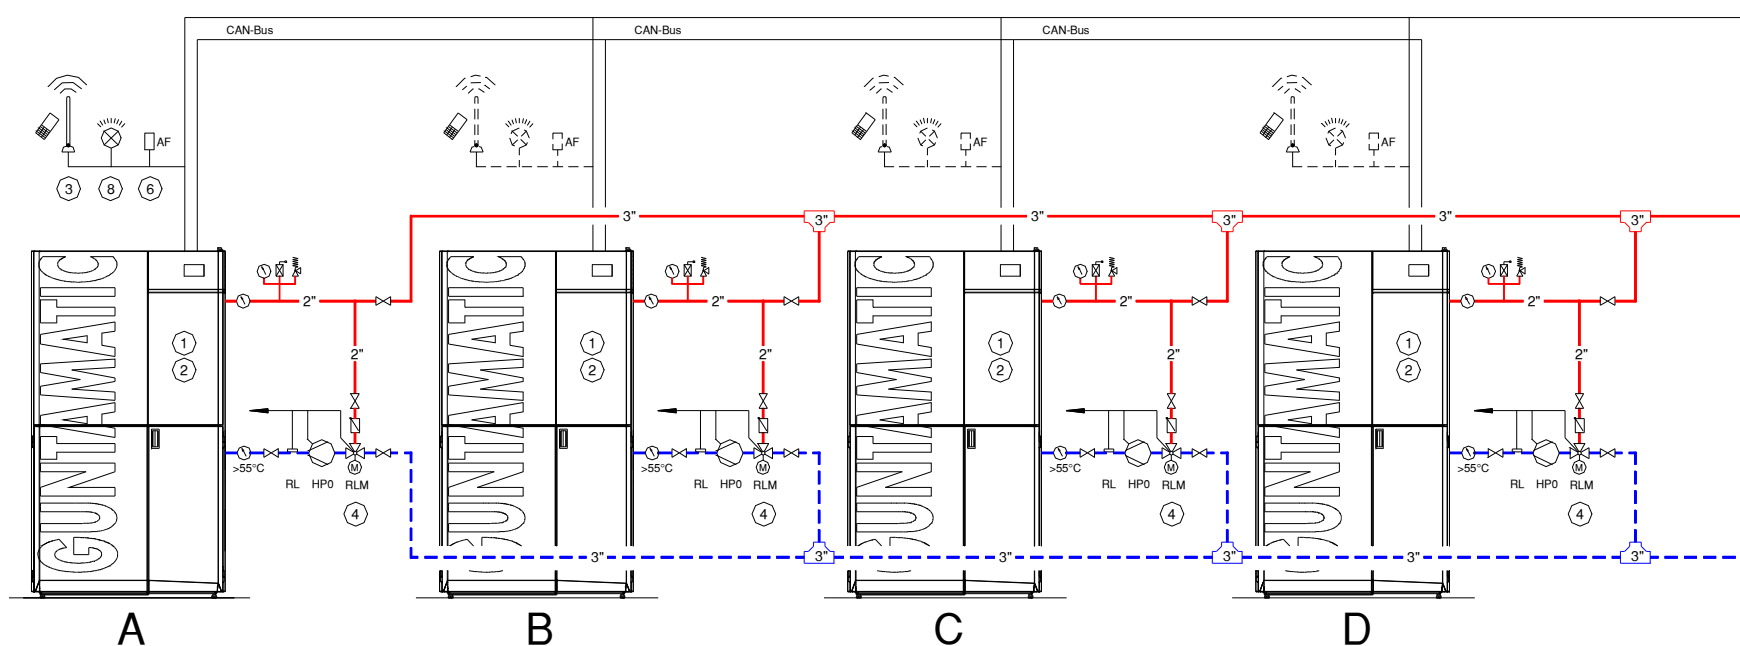 CAN-Bus
CAN-Bus
CAN-Bus
AF
AF
AF
AF
3
8
6
3"
3"
3"
3"
3"
3"
GUNTAMATIC
GUNTAMATIC
GUNTAMATIC
GUNTAMATIC
2"
2"
2"
2"
1
2
2"
1
2
2"
1
2
2"
1
2
2"
>55°C
RL
HP0
M
RLM
>55°C
RL
HP0
M
RLM
>55°C
RL
HP0
M
RLM
>55°C
RL
HP0
M
RLM
4
4
4
4
3"
3"
3"
3"
3"
3"
A
B
C
D